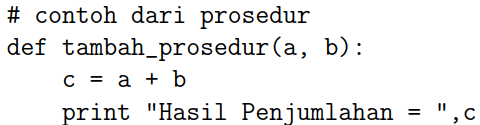 # contoh dari prosedur
def tambah_prosedur(a, b):
    c = a + b
    print "Hasil Penjumlahan = ",c